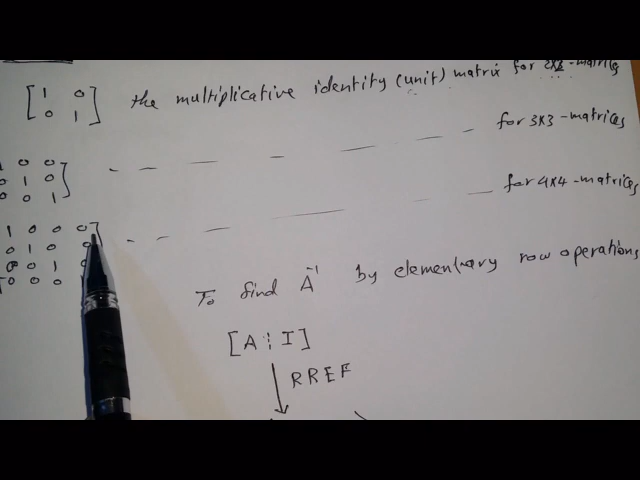 [1 0
0 1] the multiplicative identity (unit) matrix for 2x2-matrices
0 0
0 1 0
0 0 1] - - - - - for 3x3-matrices
1 0 0 0
0 1 0 0
0 0 1
0 0 0] - - - - - for 4x4-matrices
To find A⁻¹ by elementary row operations
[A ⋮ I]
↓ RREF